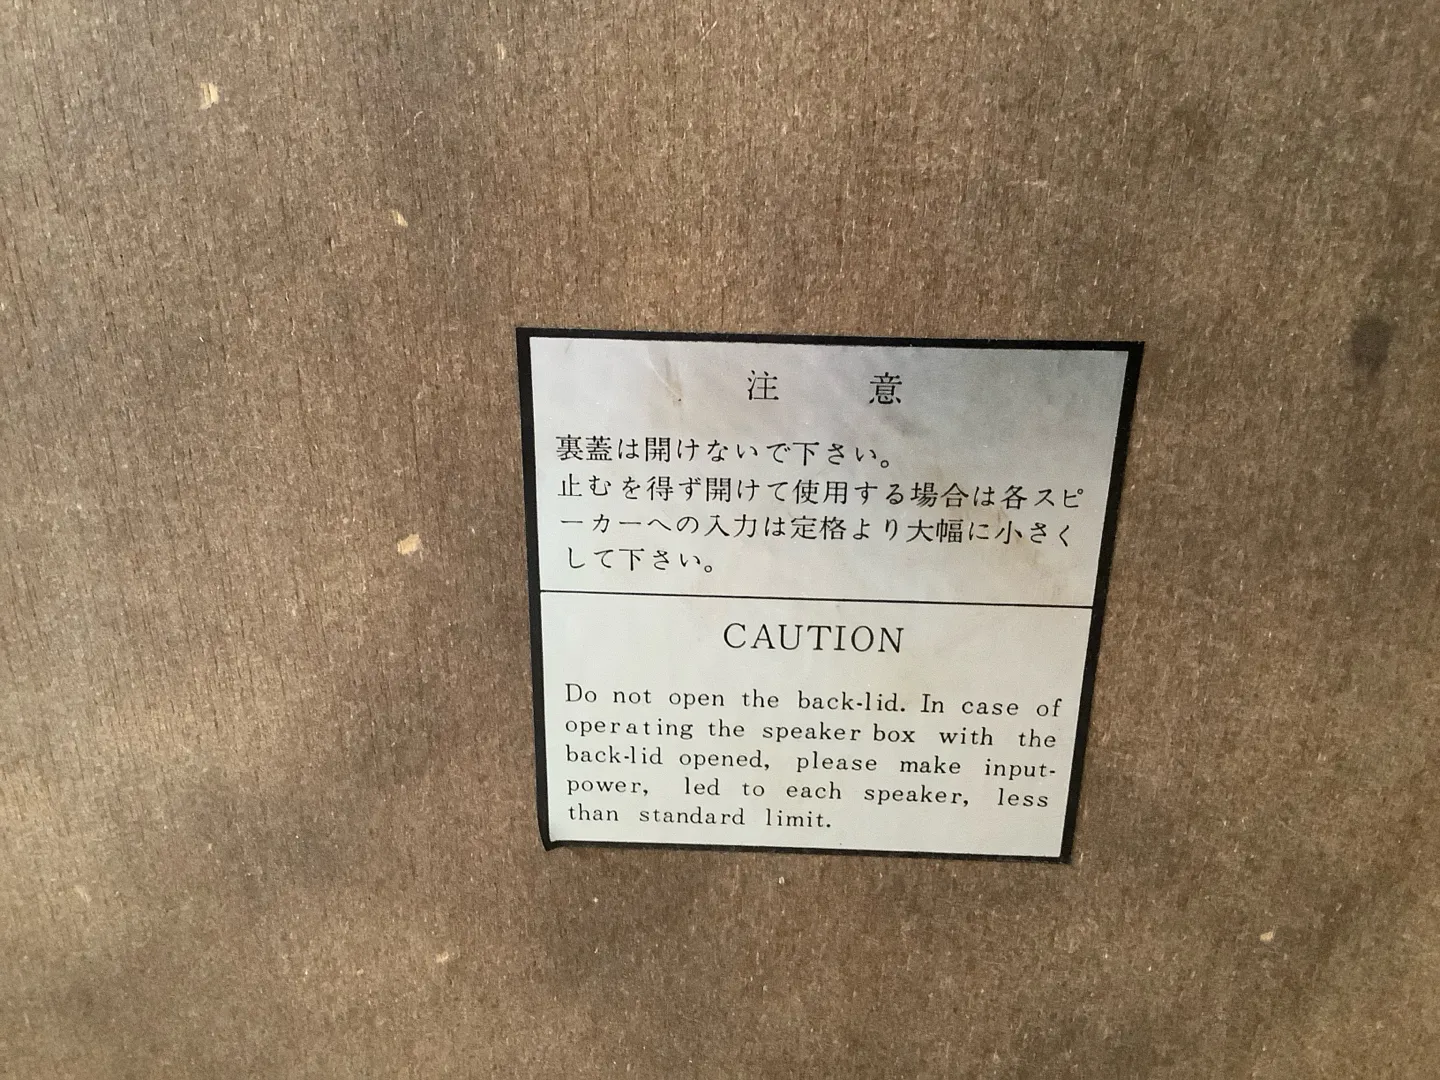 注 意
裏蓋は開けないで下さい。
止むを得ず開けて使用する場合は各スピ
ーカーへの入力は定格より大幅に小さく
して下さい。
CAUTION
Do not open the back-lid. In case of
operating the speaker box with the
back-lid opened, please make input-
power, led to each speaker, less
than standard limit.